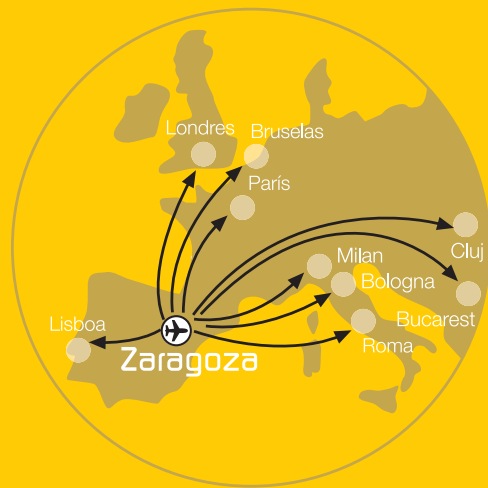 Londres
Bruselas
París
Cluj
Milan
Bologna
Bucarest
Lisboa
Roma
Zaragoza